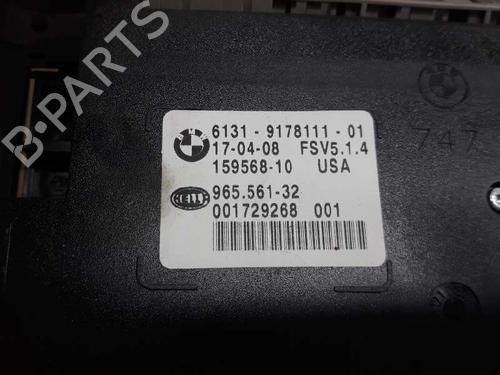 6131 - 9178111 - 01
17-04-08 FSV5.1.4
159568-10 USA
HELLA
965.561-32
001729268 001
747
B-PARTS